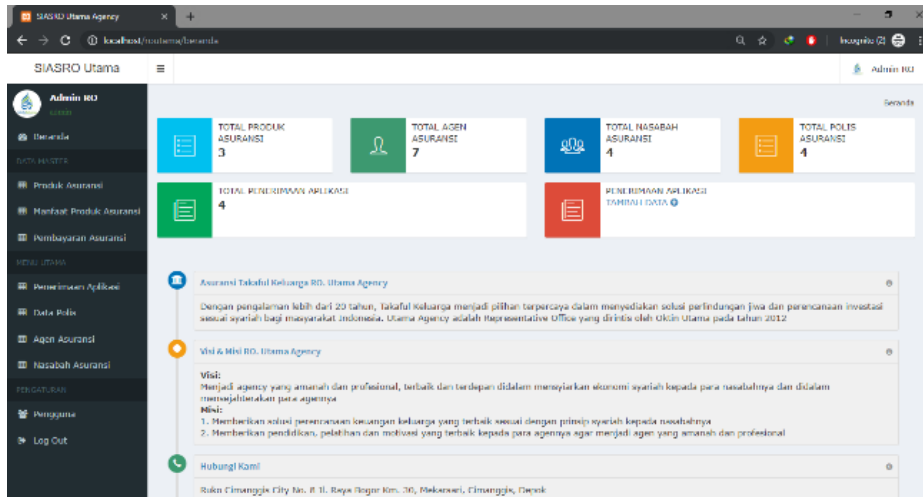 SIASRO Utama Agency
localhost/routama/beranda
Incognito (2)
SIASRO Utama
Admin RO
Admin RO
admin
Beranda
Beranda
DATA MASTER
Produk Asuransi
Manfaat Produk Asuransi
Pembayaran Asuransi
MENU UTAMA
Penerimaan Aplikasi
Data Polis
Agen Asuransi
Nasabah Asuransi
PENGATURAN
Pengguna
Log Out
TOTAL PRODUK
ASURANSI
3
TOTAL AGEN
ASURANSI
7
TOTAL NASABAH
ASURANSI
4
TOTAL POLIS
ASURANSI
4
TOTAL PENERIMAAN APLIKASI
4
PENERIMAAN APLIKASI
TAMBAH DATA
Asuransi Takaful Keluarga RO. Utama Agency
Dengan pengalaman lebih dari 20 tahun, Takaful Keluarga menjadi pilihan terpercaya dalam menyediakan solusi perlindungan jiwa dan perencanaan investasi
sesuai syariah bagi masyarakat Indonesia. Utama Agency adalah Representative Office yang dirintis oleh Oktin Utama pada tahun 2012
Visi & Misi RO. Utama Agency
Visi:
Menjadi agency yang amanah dan profesional, terbaik dan terdepan didalam mensyiarkan ekonomi syariah kepada para nasabahnya dan didalam
mensejahterakan para agennya
Misi:
1. Memberikan solusi perencanaan keuangan keluarga yang terbaik sesuai dengan prinsip syariah kepada nasabahnya
2. Memberikan pendidikan, pelatihan dan motivasi yang terbaik kepada para agennya agar menjadi agen yang amanah dan profesional
Hubungi Kami
Ruko Cimanggis City No. 8 Jl. Raya Bogor Km. 30, Mekarsari, Cimanggis, Depok